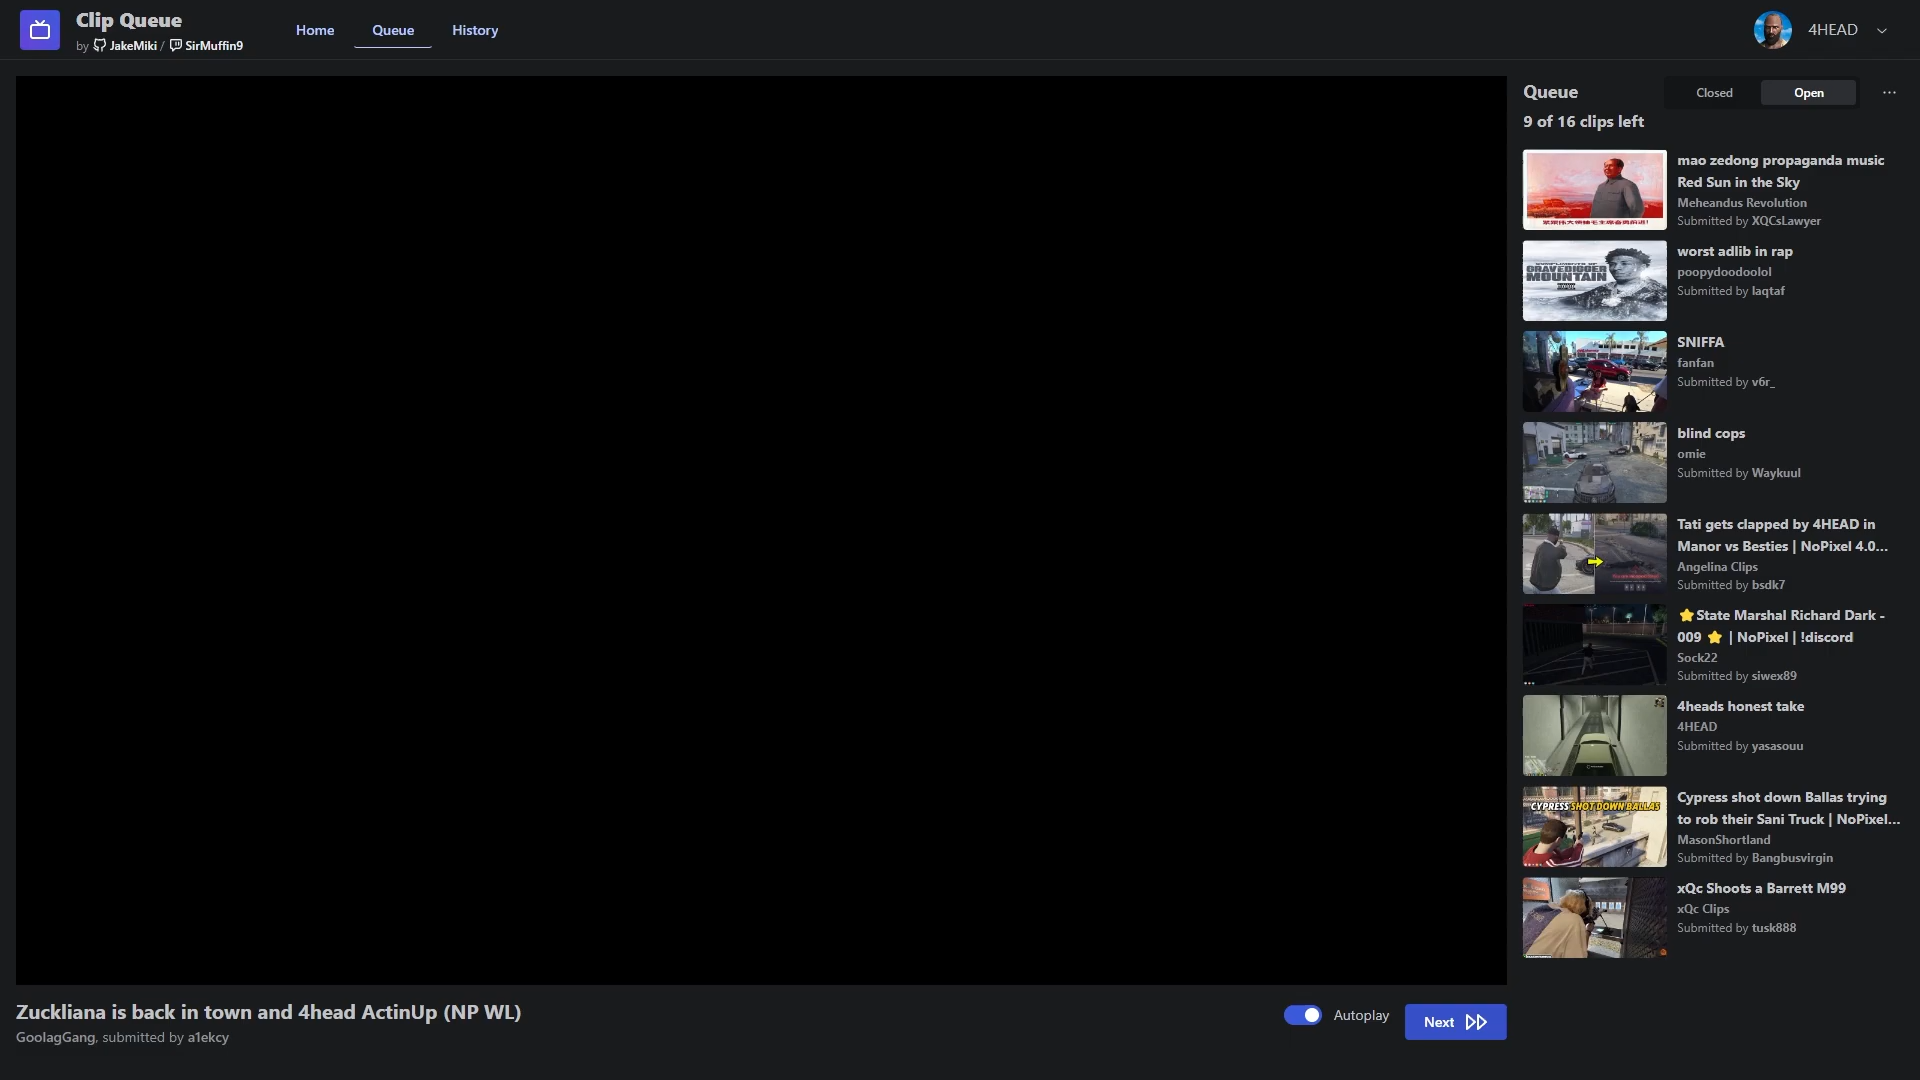 Clip Queue
by JakeMiki / SirMuffin9
Home
Queue
History
4HEAD
Queue
Closed
Open
9 of 16 clips left
mao zedong propaganda music
Red Sun in the Sky
Meheandus Revolution
Submitted by XQCsLawyer
GRAVEDIGGER
MOUNTAIN
worst adlib in rap
poopydoodoolol
Submitted by laqtaf
SNIFFA
fanfan
Submitted by v6r_
blind cops
omie
Submitted by Waykuul
Tati gets clapped by 4HEAD in
Manor vs Besties | NoPixel 4.0...
Angelina Clips
Submitted by bsdk7
⭐State Marshal Richard Dark -
009 ⭐ | NoPixel | !discord
Sock22
Submitted by siwex89
4heads honest take
4HEAD
Submitted by yasasouu
CYPRESS SHOT DOWN BALLAS
Cypress shot down Ballas trying
to rob their Sani Truck | NoPixel...
MasonShortland
Submitted by Bangbusvirgin
xQc Shoots a Barrett M99
xQc Clips
Submitted by tusk888
Zuckliana is back in town and 4head ActinUp (NP WL)
GoolagGang, submitted by a1ekcy
Autoplay
Next